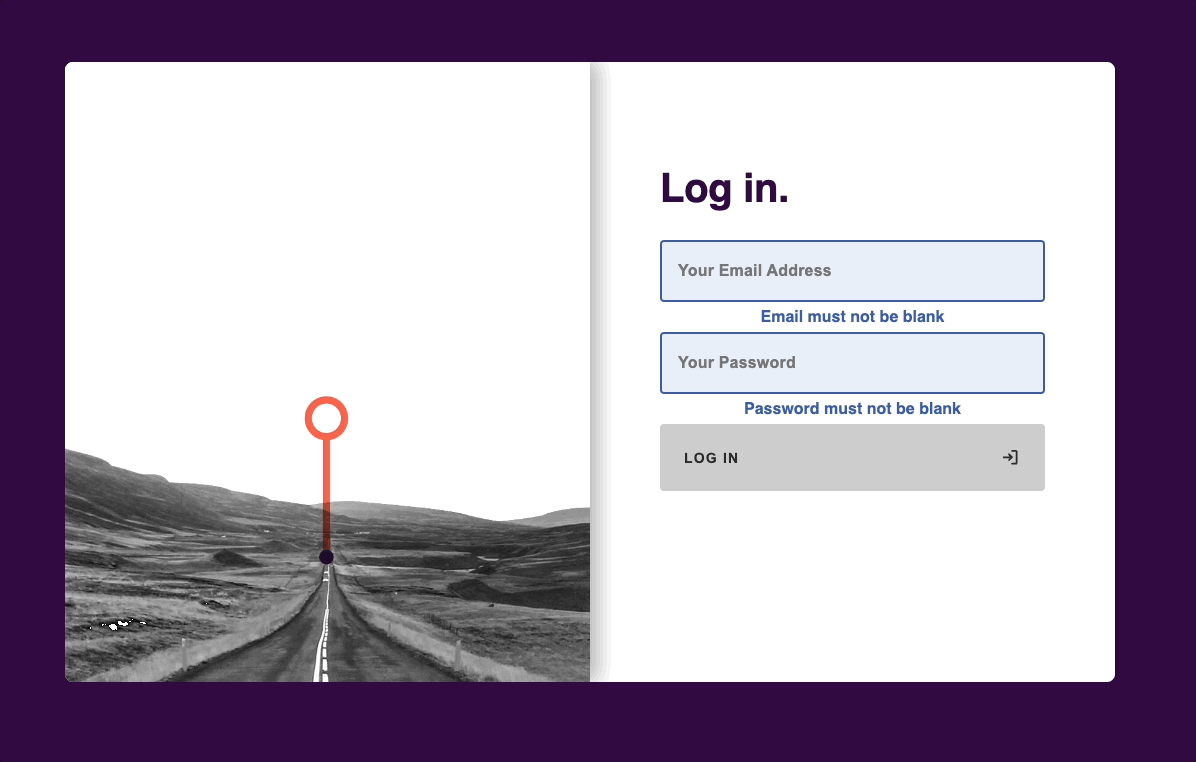 Log in.
Your Email Address
Email must not be blank
Your Password
Password must not be blank
LOG IN